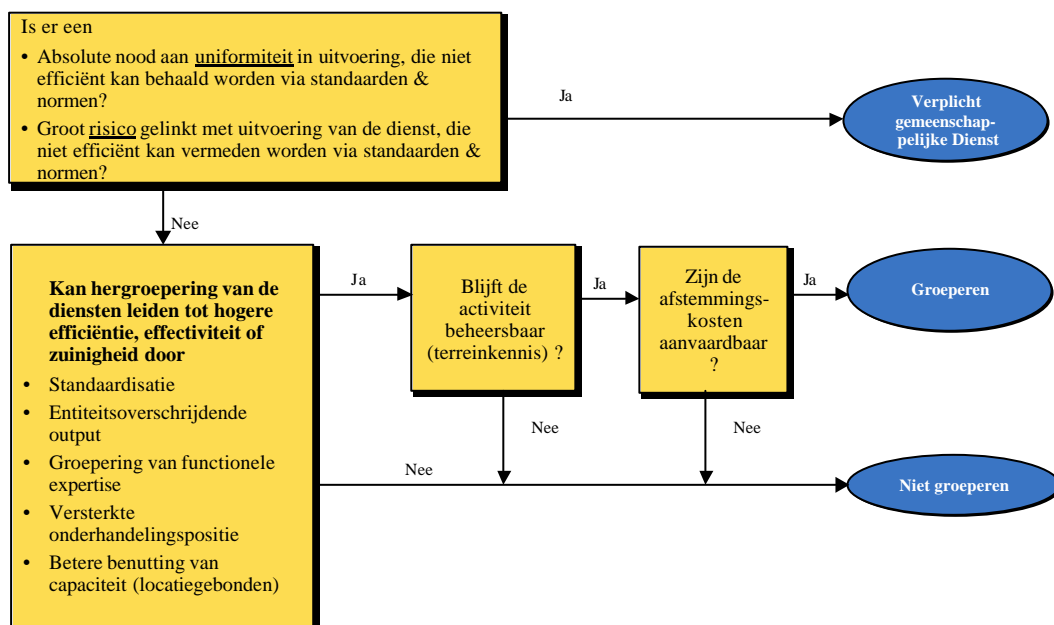 Is er een
• Absolute nood aan uniformiteit in uitvoering, die niet
efficiënt kan behaald worden via standaarden &
normen?
• Groot risico gelinkt met uitvoering van de dienst, die
niet efficiënt kan vermeden worden via standaarden &
normen?
Ja
Verplicht
gemeenschap-
pelijke Dienst
Nee
Kan hergroepering van de
diensten leiden tot hogere
efficiëntie, effectiviteit of
zuinigheid door
• Standaardisatie
• Entiteitsoverschrijdende
output
• Groepering van functionele
expertise
• Versterkte
onderhandelingspositie
• Betere benutting van
capaciteit (locatiegebonden)
Ja
Blijft de
activiteit
beheersbaar
(terreinkennis) ?
Ja
Zijn de
afstemmings-
kosten
aanvaardbaar
?
Ja
Groeperen
Nee
Nee
Nee
Niet groeperen